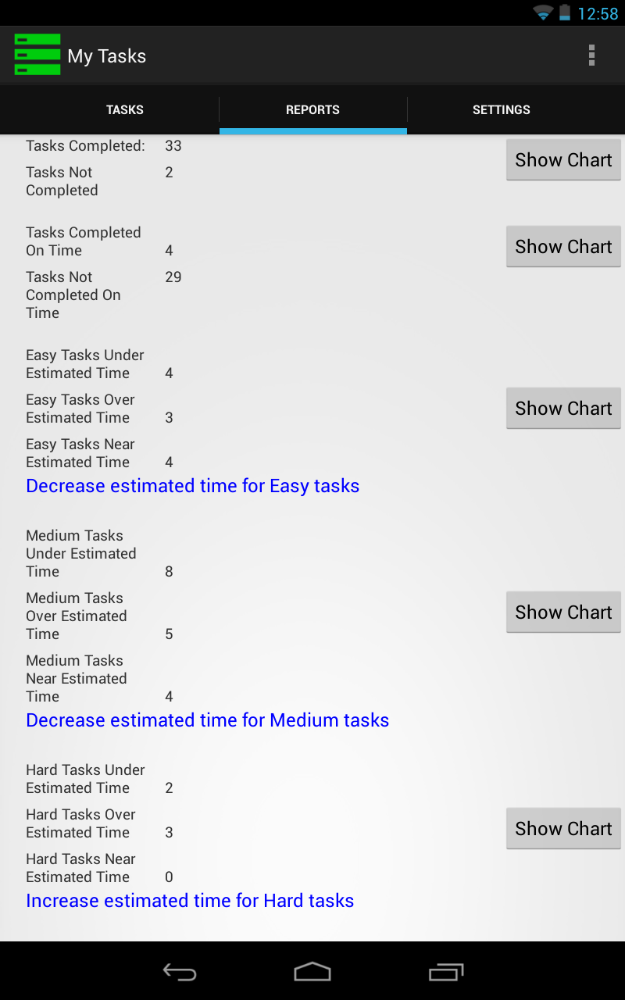 12:58
My Tasks
TASKS
REPORTS
SETTINGS
Tasks Completed: 33
Show Chart
Tasks Not
Completed
2
Tasks Completed
On Time 4
Show Chart
Tasks Not
Completed On
Time
29
Easy Tasks Under
Estimated Time 4
Easy Tasks Over
Estimated Time 3
Show Chart
Easy Tasks Near
Estimated Time 4
Decrease estimated time for Easy tasks
Medium Tasks
Under Estimated
Time 8
Medium Tasks
Over Estimated
Time 5
Show Chart
Medium Tasks
Near Estimated
Time 4
Decrease estimated time for Medium tasks
Hard Tasks Under
Estimated Time 2
Hard Tasks Over
Estimated Time 3
Show Chart
Hard Tasks Near
Estimated Time 0
Increase estimated time for Hard tasks